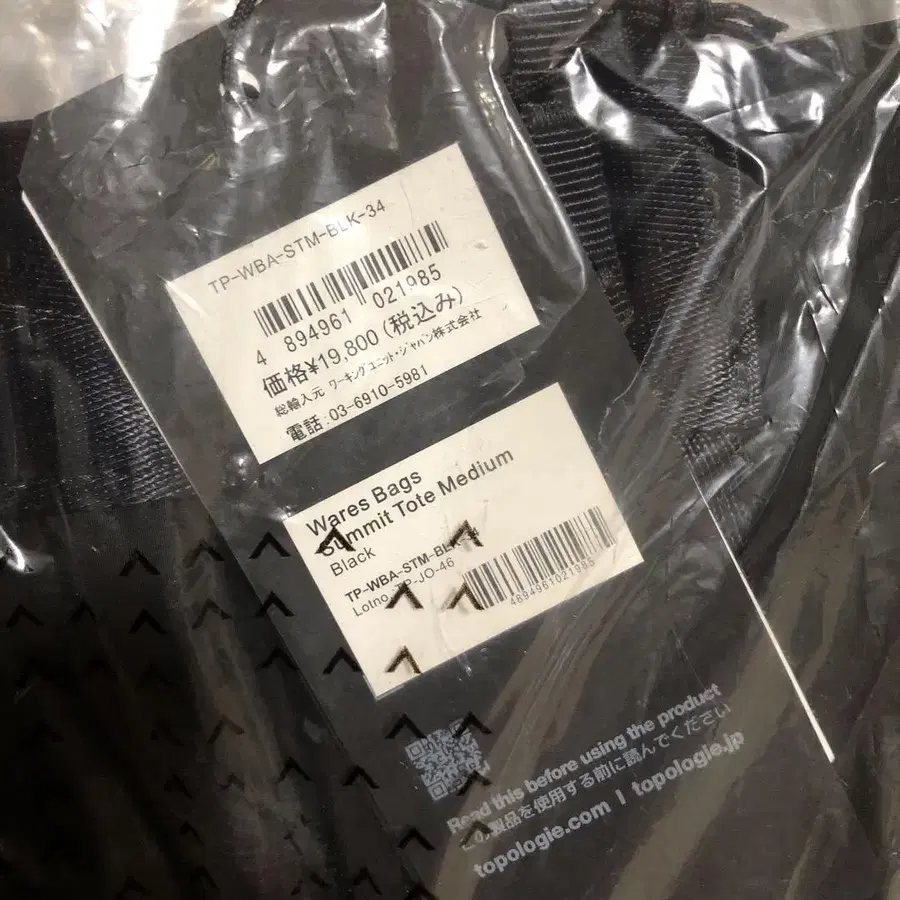 TP-WBA-STM-BLK-34
4 894961 021985
価格¥19,800(税込み)
総輸入元 ワーキングユニット・ジャパン株式会社
電話:03-6910-5981
Wares Bags
Summit Tote Medium
Black
TP-WBA-STM-BLK-
Lotno. TP-JO-46
4894961021985
Read this before using the product
この製品を使用する前に読んでください
topologie.com | topologie.jp